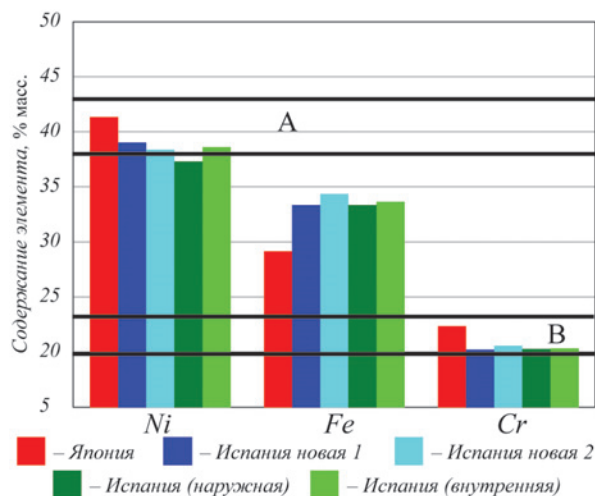 Содержание элемента, % масс.
50
45
40
35
30
25
20
5
A
B
Ni Fe Cr
– Япония – Испания новая 1 – Испания новая 2
– Испания (наружная) – Испания (внутренняя)